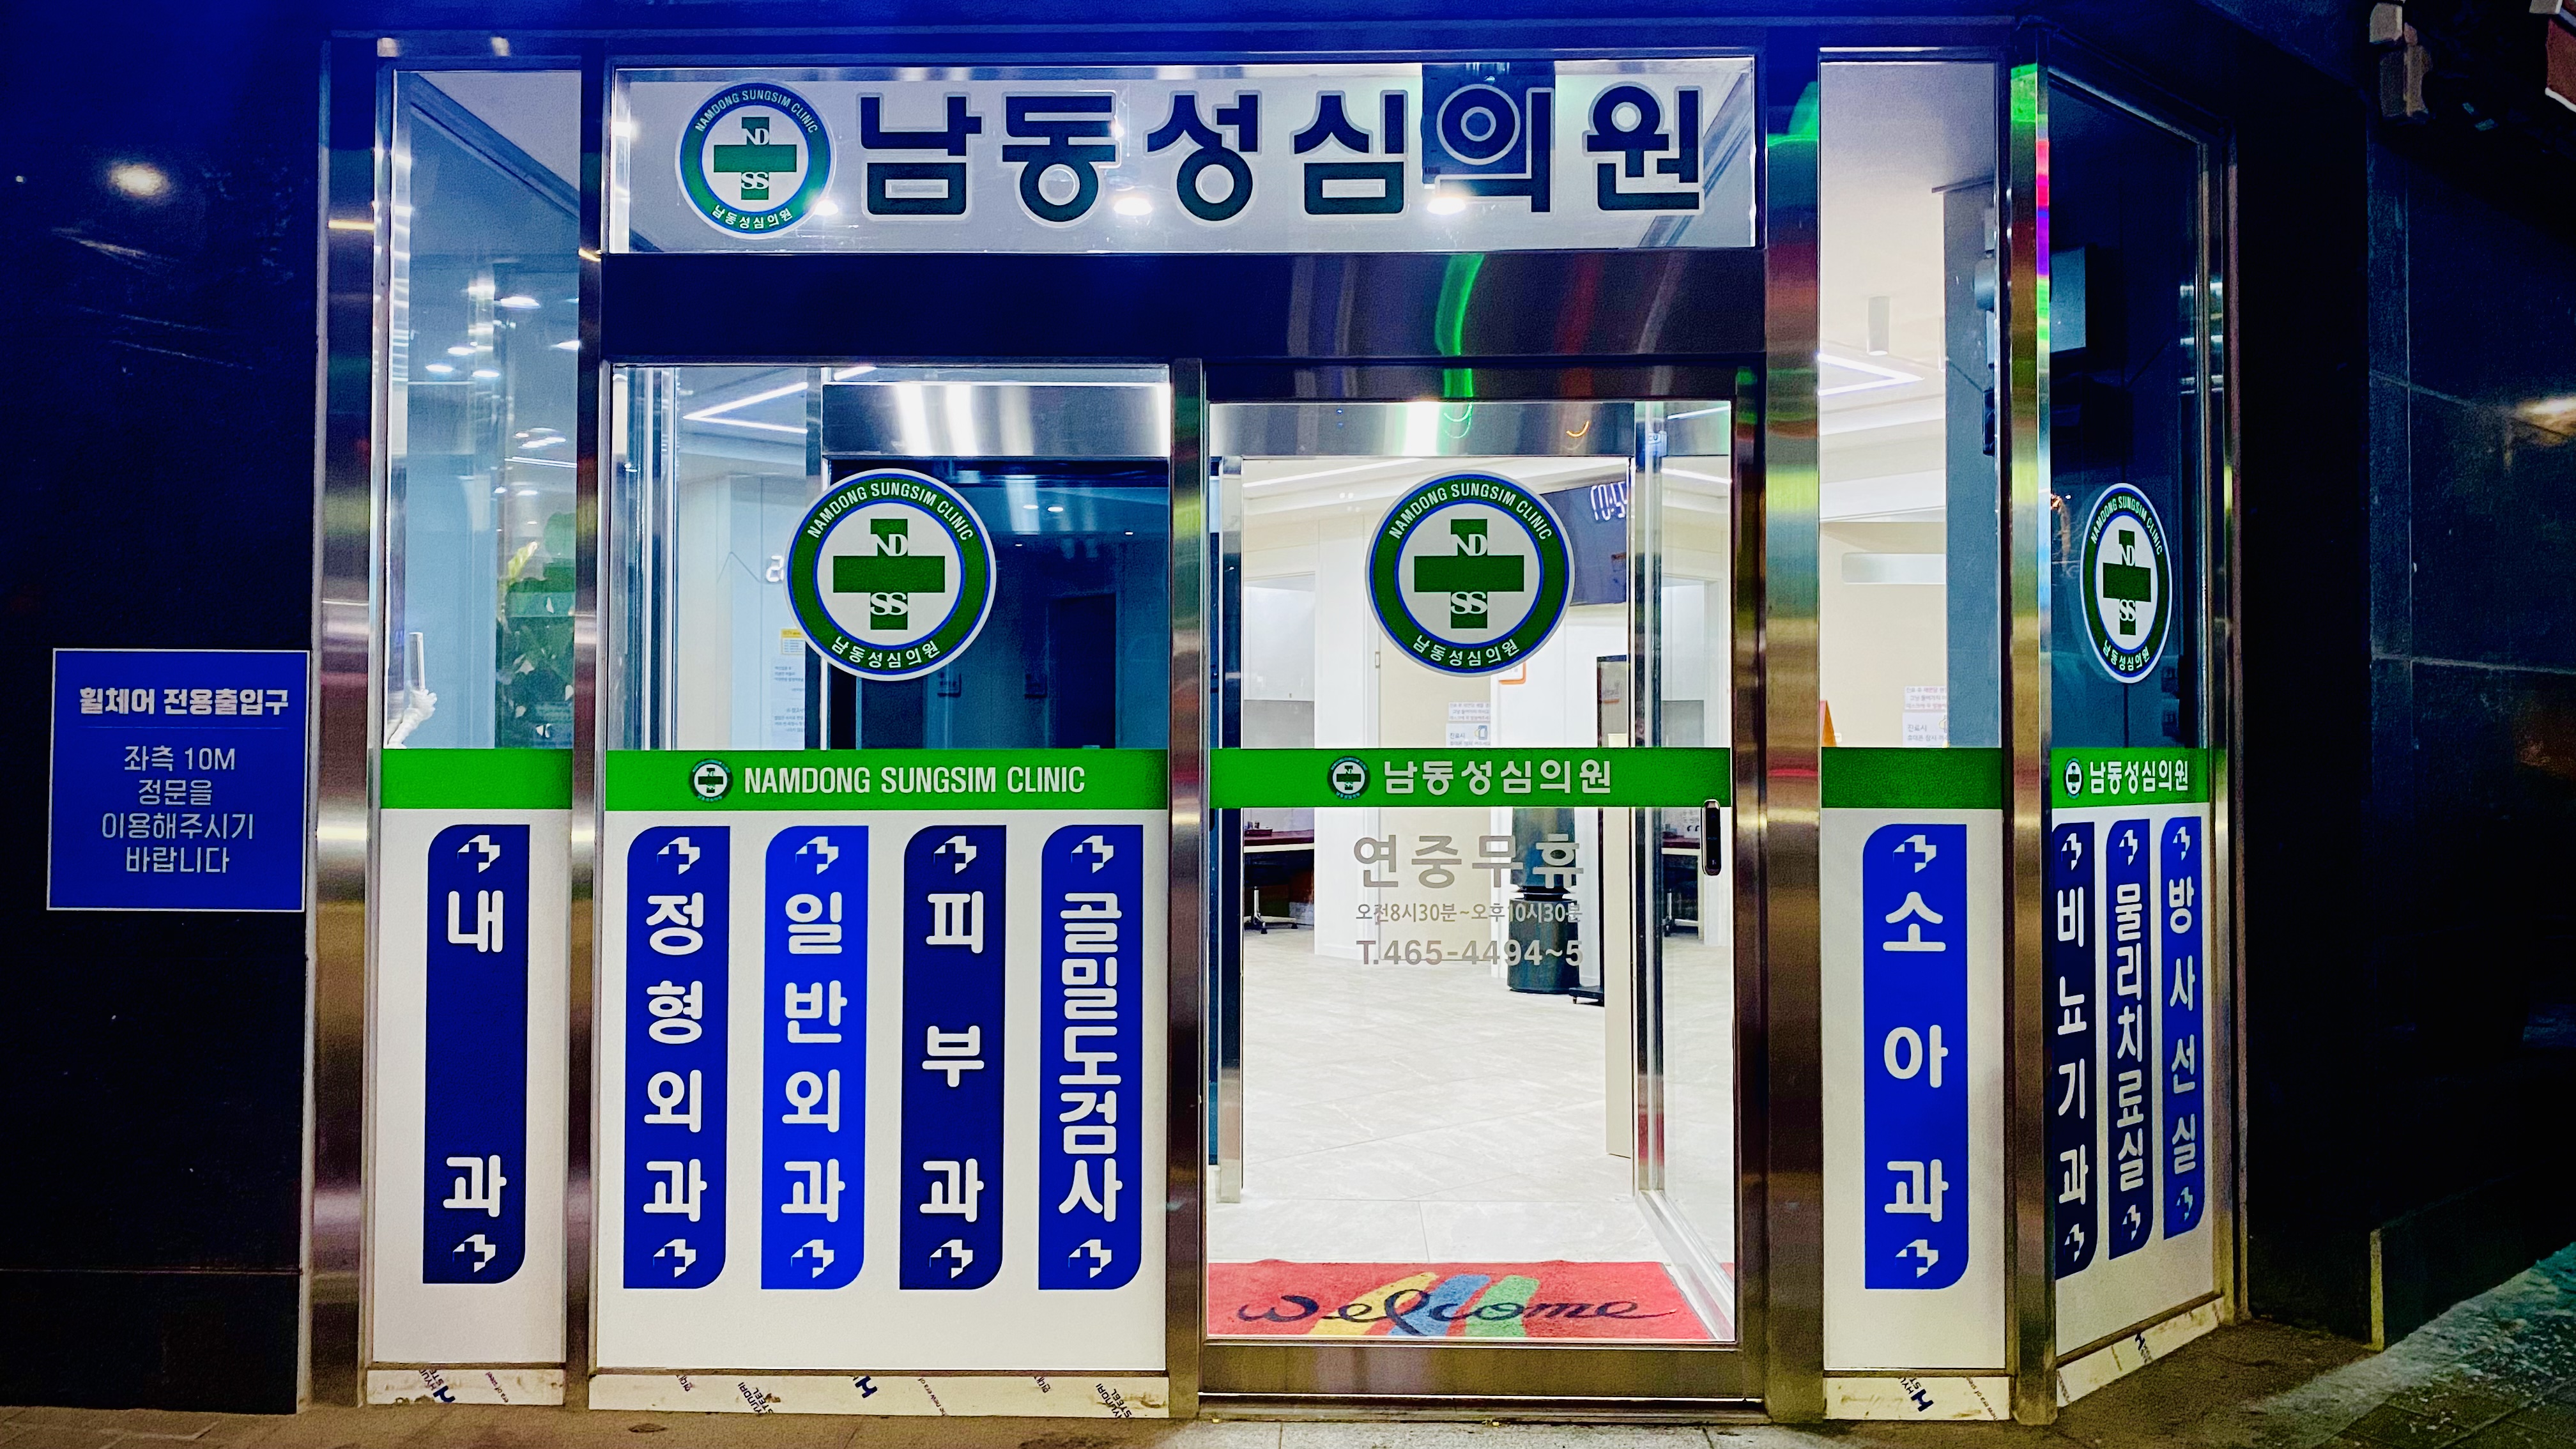 NAMDONG SUNGSIM CLINIC
ND
SS
남동성심의원
남동성심의원
NAMDONG SUNGSIM CLINIC
ND
SS
남동성심의원
NAMDONG SUNGSIM CLINIC
ND
SS
남동성심의원
NAMDONG SUNGSIM CLINIC
ND
SS
남동성심의원
휠체어 전용출입구
좌측 10M
정문을
이용해주시기
바랍니다
NAMDONG SUNGSIM CLINIC
남동성심의원
남동성심의원
내과
정형외과
일반외과
피부과
골밀도검사
연중무휴
오전8시30분~오후10시30분
T.465-4494~5
소아과
비뇨기과
물리치료실
방사선실
welcome
HYUNDAI
STEEL